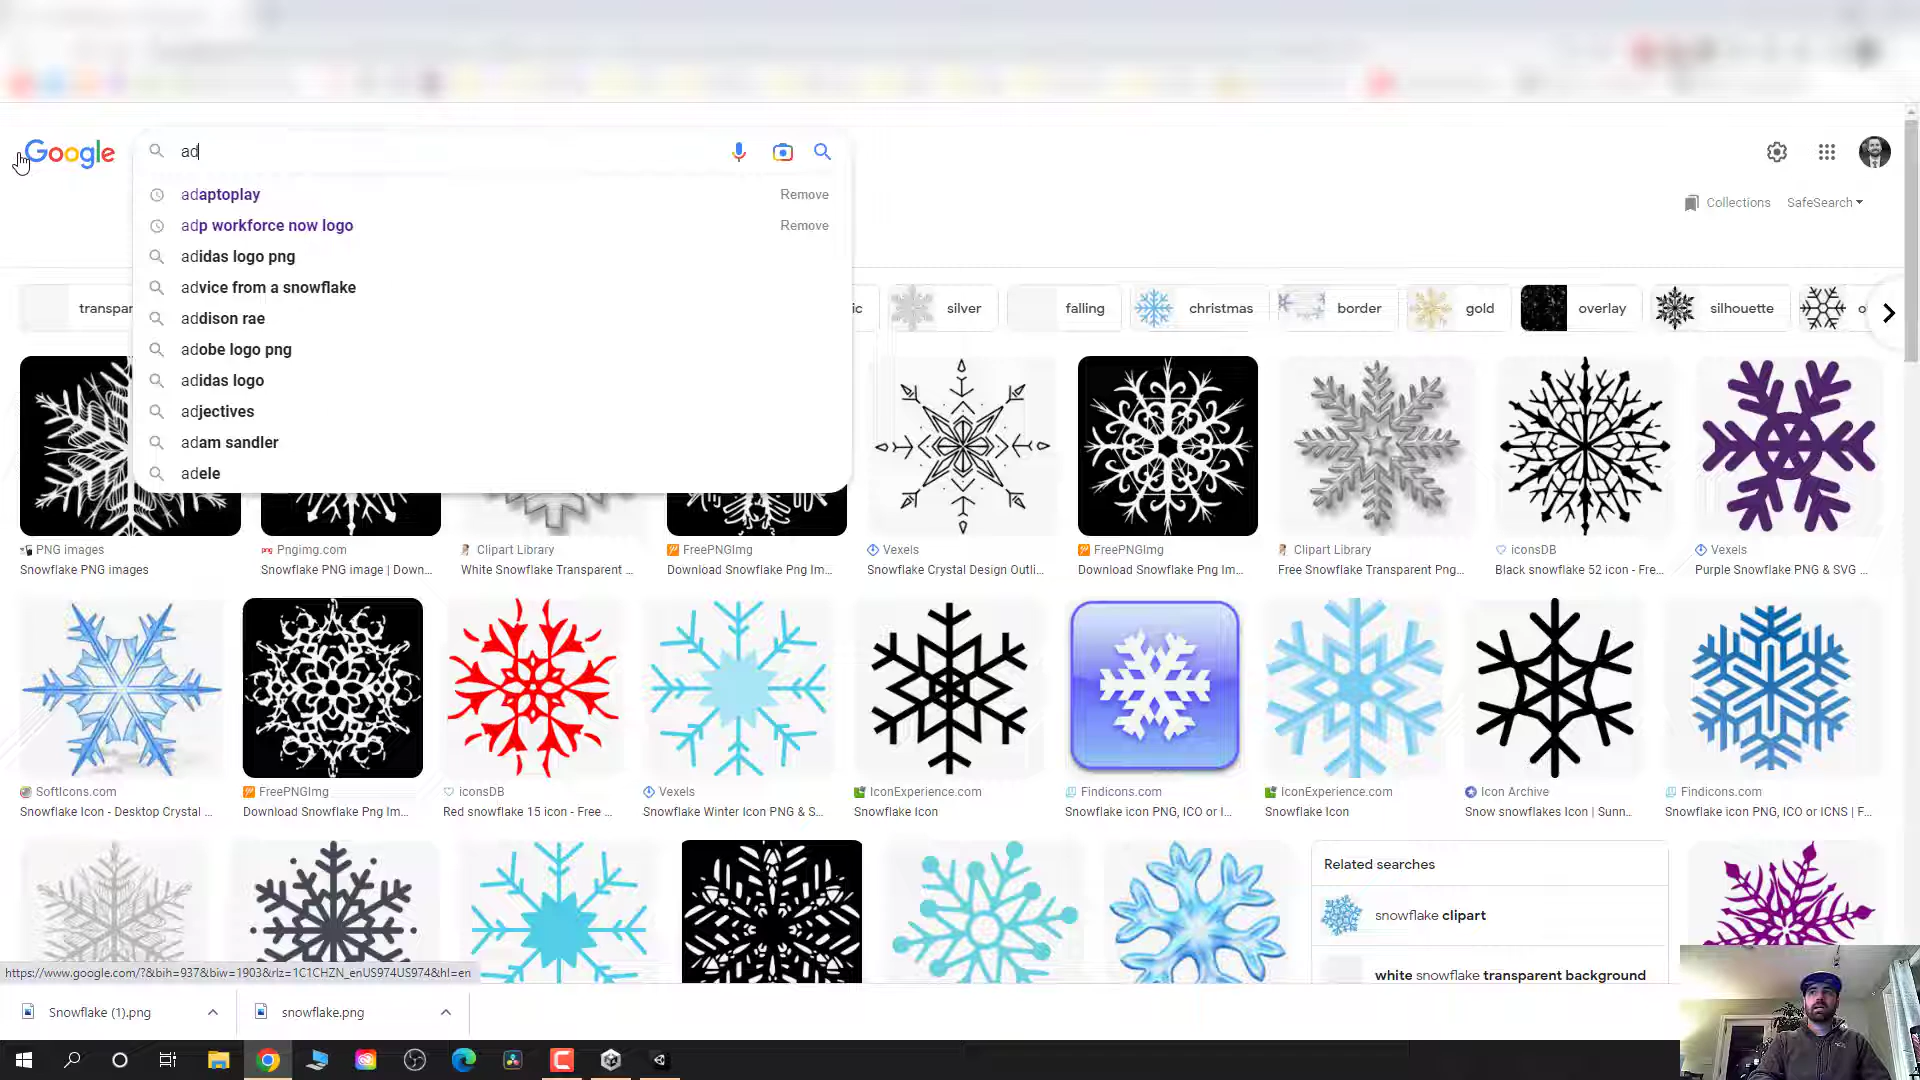 Google
ad
adaptoplay Remove
adp workforce now logo Remove
adidas logo png
advice from a snowflake
addison rae
adobe logo png
adidas logo
adjectives
adam sandler
adele
Collections SafeSearch
transpar ic silver falling christmas border gold overlay silhouette o
PNG images Pngimg.com Clipart Library FreePNGImg Vexels FreePNGImg Clipart Library iconsDB Vexels
Snowflake PNG images Snowflake PNG image | Down... White Snowflake Transparent ... Download Snowflake Png Im... Snowflake Crystal Design Outli... Download Snowflake Png Im... Free Snowflake Transparent Png... Black snowflake 52 icon - Fre... Purple Snowflake PNG & SVG ...
SoftIcons.com FreePNGImg iconsDB Vexels IconExperience.com Findicons.com IconExperience.com Icon Archive Findicons.com
Snowflake Icon - Desktop Crystal ... Download Snowflake Png Im... Red snowflake 15 icon - Free ... Snowflake Winter Icon PNG & S... Snowflake Icon Snowflake icon PNG, ICO or I... Snowflake Icon Snow snowflakes Icon | Sunn... Snowflake icon PNG, ICO or ICNS | F...
Related searches
snowflake clipart
white snowflake transparent background
https://www.google.com/?&bih=937&biw=1903&rlz=1C1CHZN_enUS974US974&hl=en
Snowflake (1).png snowflake.png